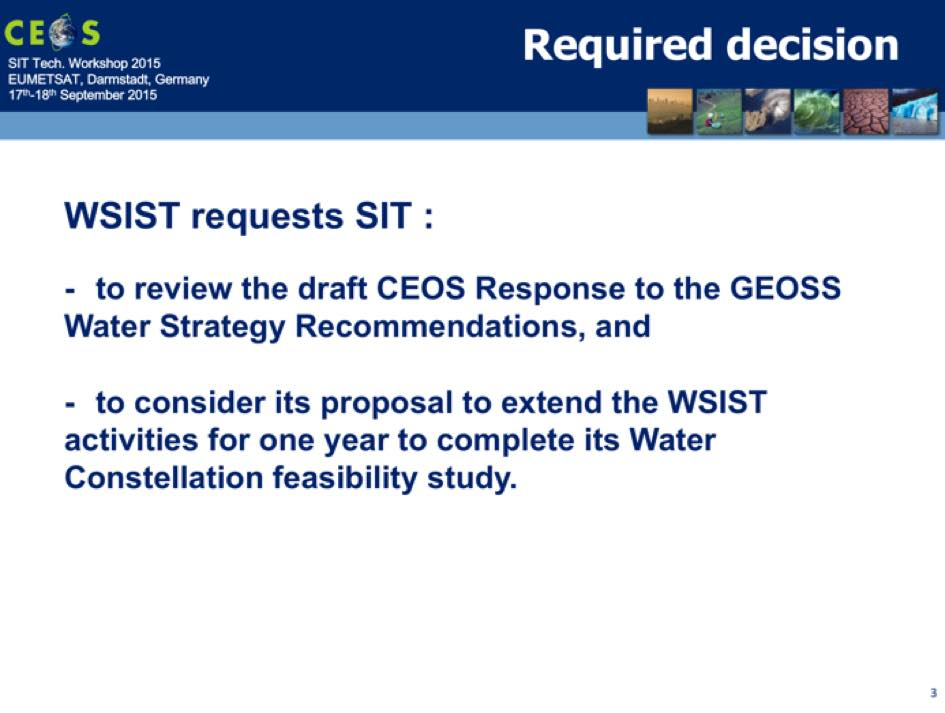 CEOS
SIT Tech. Workshop 2015
EUMETSAT, Darmstadt, Germany
17th-18th September 2015
Required decision
WSIST requests SIT :
- to review the draft CEOS Response to the GEOSS
Water Strategy Recommendations, and
- to consider its proposal to extend the WSIST
activities for one year to complete its Water
Constellation feasibility study.
3